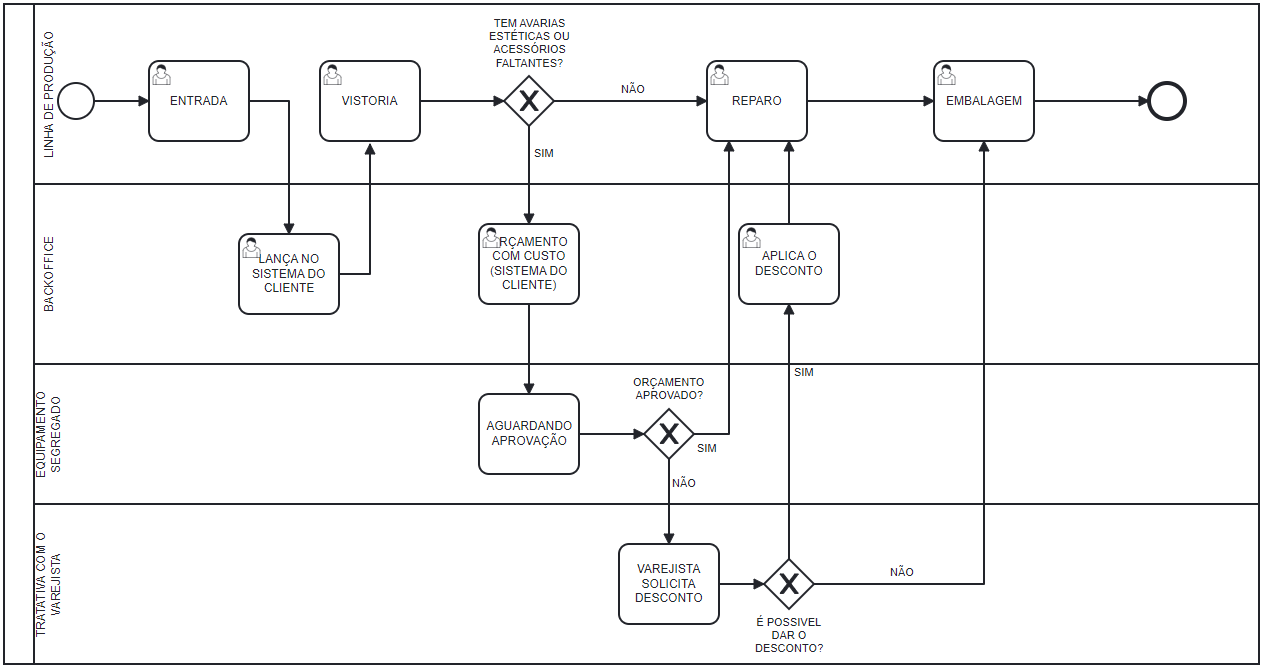 LINHA DE PRODUÇÃO
TEM AVARIAS
ESTÉTICAS OU
ACESSÓRIOS
FALTANTES?
ENTRADA
VISTORIA
NÃO
REPARO
EMBALAGEM
SIM
BACKOFFICE
LANÇA NO
SISTEMA DO
CLIENTE
RÇAMENTO
COM CUSTO
(SISTEMA DO
CLIENTE)
APLICA O
DESCONTO
SIM
EQUIPAMENTO
SEGREGADO
AGUARDANDO
APROVAÇÃO
ORÇAMENTO
APROVADO?
SIM
NÃO
TRATATIVA COM O
VAREJISTA
VAREJISTA
SOLICITA
DESCONTO
NÃO
É POSSIVEL
DAR O
DESCONTO?